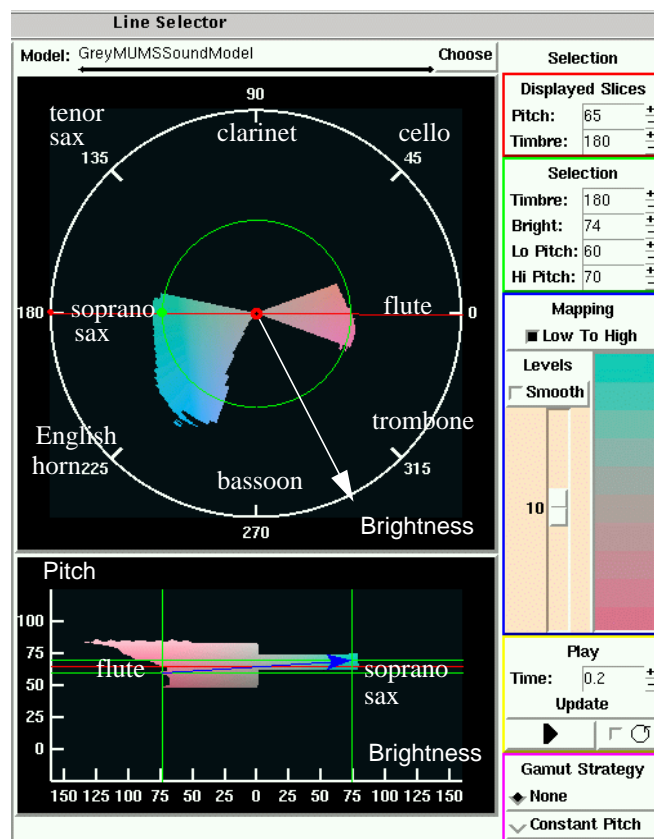 Line Selector
Model: GreyMUMSSoundModel Choose
90
tenor
sax
clarinet
cello
135
45
180
soprano
sax
flute
0
English
horn
225
trombone
315
bassoon
270
Brightness
Pitch
100
75
50
25
0
flute
soprano
sax
Brightness
150 125 100 75 50 25 0 25 50 75 100 125 150
Selection
Displayed Slices
Pitch: 65
Timbre: 180
Selection
Timbre: 180
Bright: 74
Lo Pitch: 60
Hi Pitch: 70
Mapping
Low To High
Levels
Smooth
10
Play
Time: 0.2
Update
Gamut Strategy
None
Constant Pitch